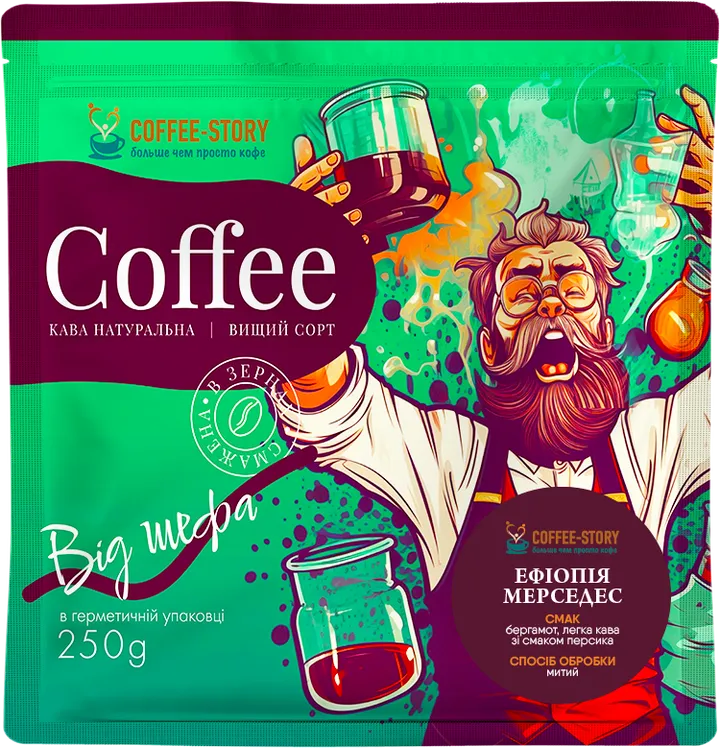 COFFEE-STORY
больше чем просто кофе
Coffee
КАВА НАТУРАЛЬНА | ВИЩИЙ СОРТ
В ЗЕРНАХ • СМАЖЕНА •
Від шефа
в герметичній упаковці
250g
COFFEE-STORY
больше чем просто кофе
ЕФІОПІЯ
МЕРСЕДЕС
СМАК
бергамот, легка кава
зі смаком персика
СПОСІБ ОБРОБКИ
митий